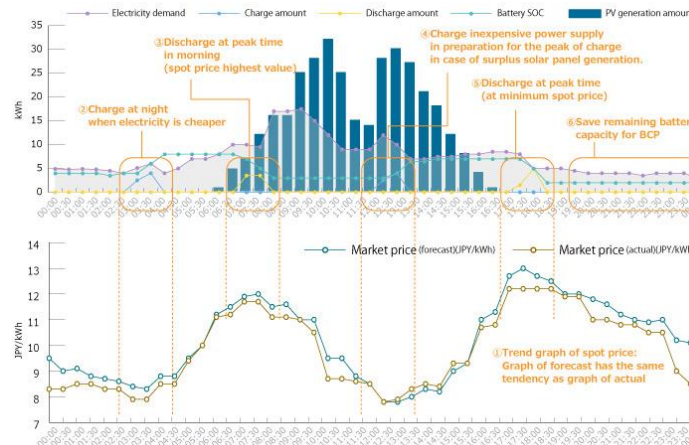 Electricity demand
Charge amount
Discharge amount
Battery SOC
PV generation amour
35
30
25
20
15
10
5
0
kWh
③Discharge at peak time
in morning
(spot price highest value)
④Charge inexpensive power supply
in preparation for the peak of charge
in case of surplus solar panel generation.
②Charge at night
when electricity is cheaper
⑤Discharge at peak time
(at minimum spot price)
⑥Save remaining batter
capacity for BCP
14
13
12
11
10
9
8
7
JPY/kWh
Market price (forecast)(JPY/kWh)
Market price (actual)(JPY/kWh)
①Trend graph of spot price:
Graph of forecast has the same
tendency as graph of actual